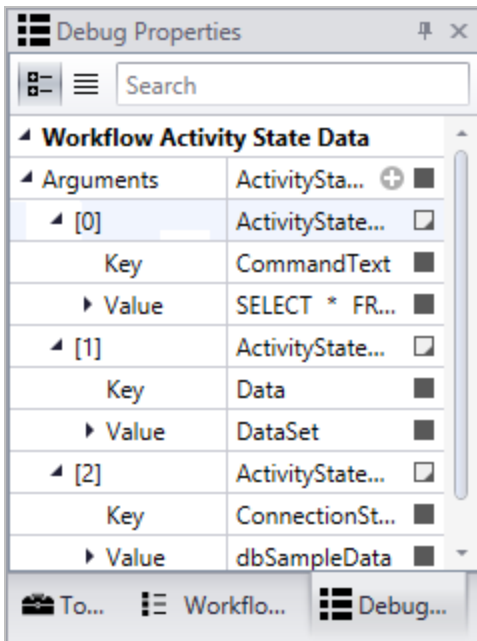 Debug Properties
Search
Workflow Activity State Data
Arguments ActivitySta...
[0] ActivityState...
Key CommandText
Value SELECT * FR...
[1] ActivityState...
Key Data
Value DataSet
[2] ActivityState...
Key ConnectionSt...
Value dbSampleData
To... Workflo... Debug...